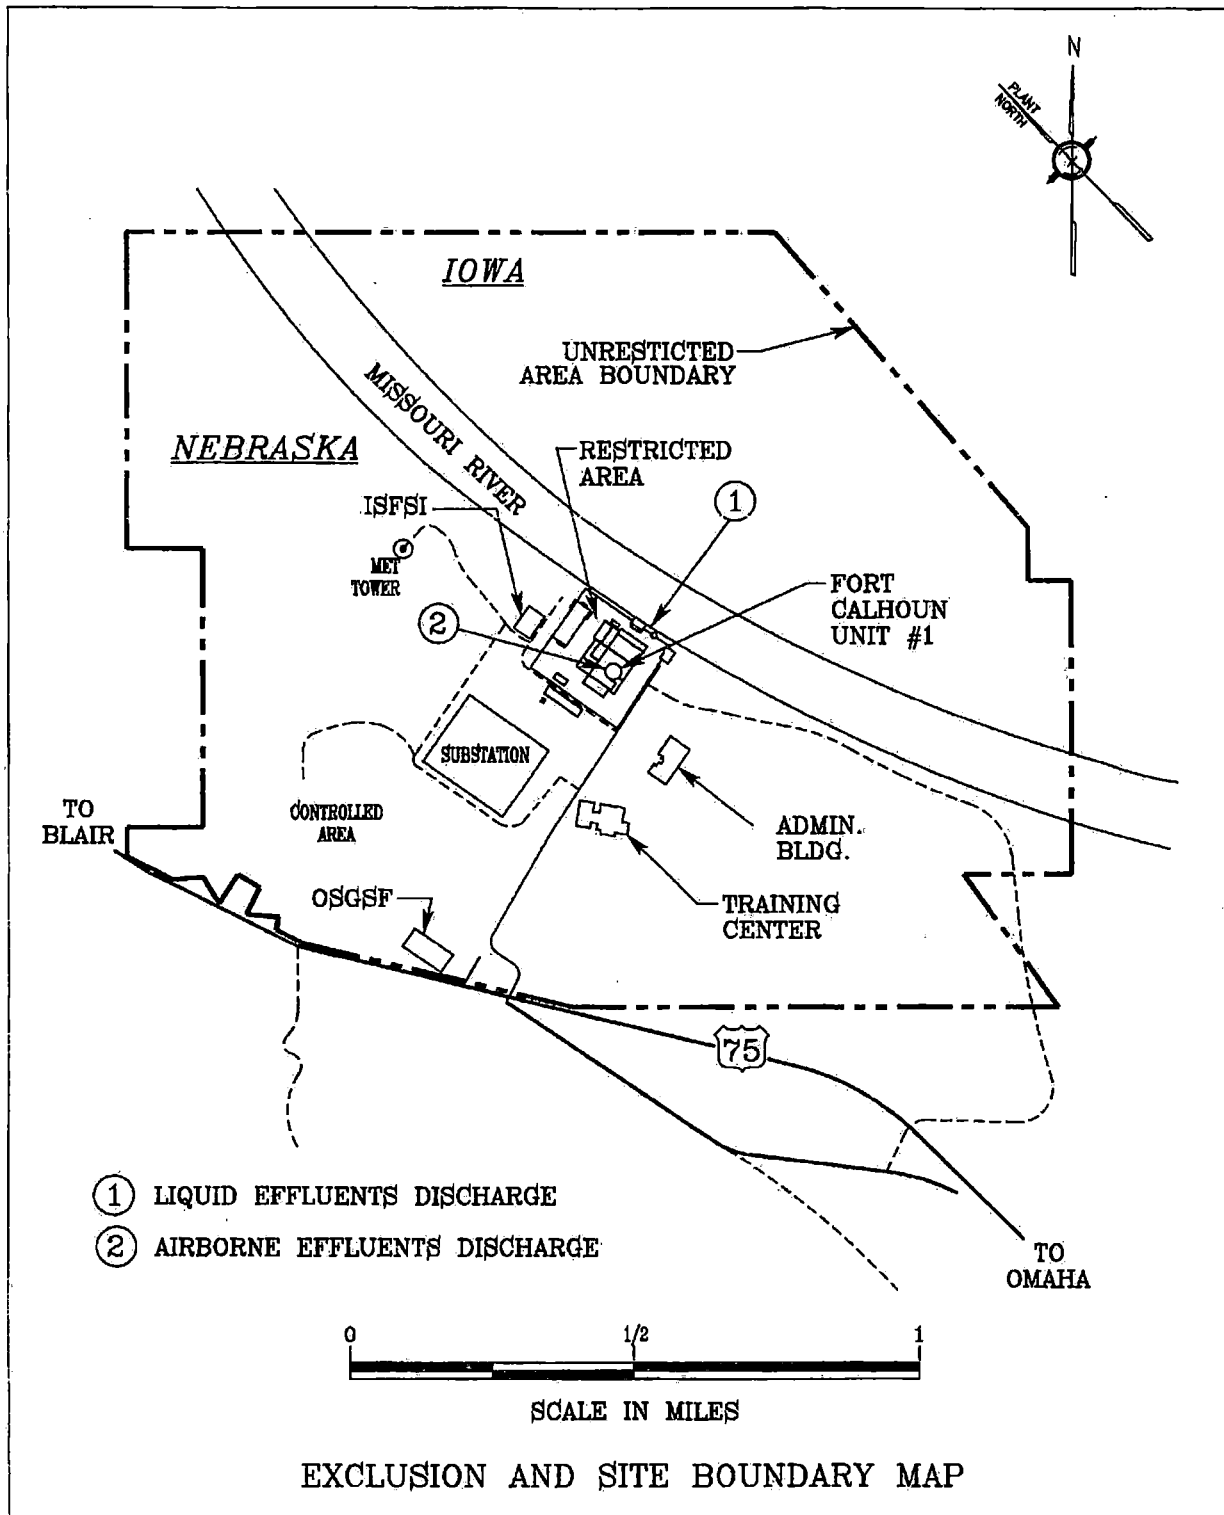 N
PLANT
NORTH
IOWA
UNRESTICTED
AREA BOUNDARY
MISSOURI RIVER
NEBRASKA
RESTRICTED
AREA
ISFSI
1
MET
TOWER
2
FORT
CALHOUN
UNIT #1
SUBSTATION
CONTROLLED
AREA
TO
BLAIR
ADMIN.
BLDG.
OSGSF
TRAINING
CENTER
75
1 LIQUID EFFLUENTS DISCHARGE
2 AIRBORNE EFFLUENTS DISCHARGE
TO
OMAHA
0 1/2 1
SCALE IN MILES
EXCLUSION AND SITE BOUNDARY MAP